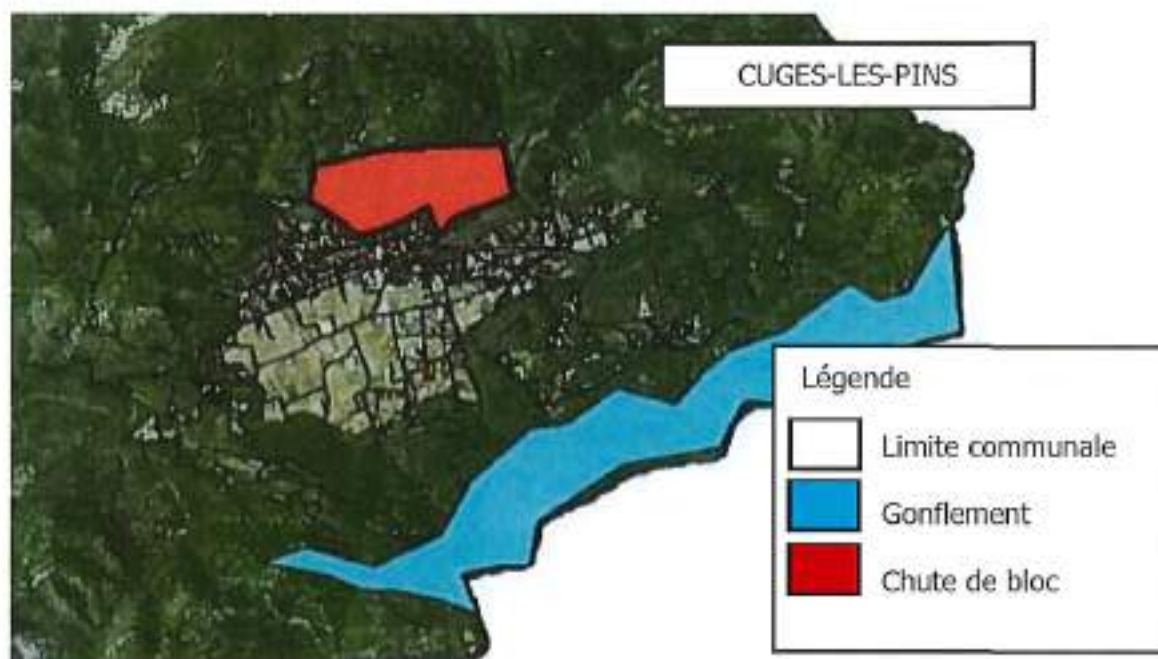 CUGES-LES-PINS
Légende
Limite communale
Gonflement
Chute de bloc